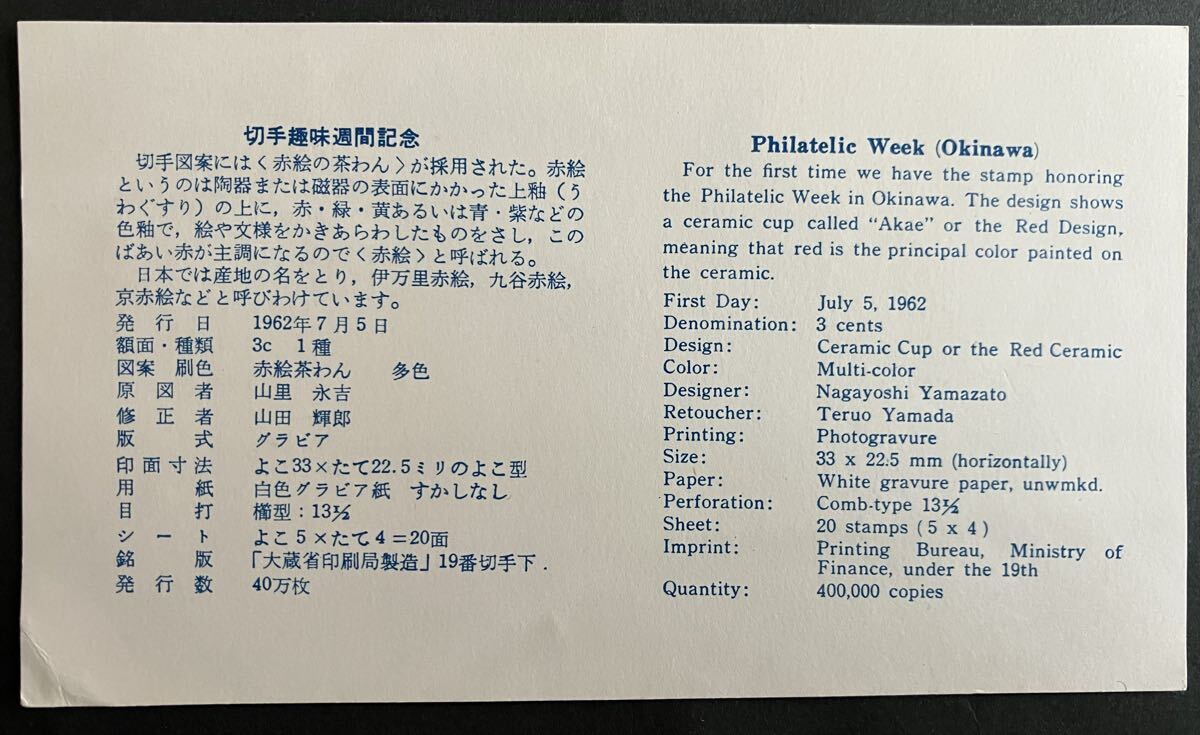 切手趣味週間記念
切手図案には〈赤絵の茶わん〉が採用された。赤絵
というのは陶器または磁器の表面にかかった上釉（う
わぐすり）の上に，赤・緑・黄あるいは青・紫などの
色釉で，絵や文様をかきあらわしたものをさし，この
ばあい赤が主調になるので〈赤絵〉と呼ばれる。
日本では産地の名をとり，伊万里赤絵，九谷赤絵，
京赤絵などと呼びわけています。
発行日 1962年7月5日
額面・種類 3c 1種
図案 刷色 赤絵茶わん 多色
原図者 山里 永吉
修正者 山田 輝郎
版式 グラビア
印面寸法 よこ33×たて22.5ミリのよこ型
用紙 白色グラビア紙 すかしなし
目打 櫛型：13½
シート よこ5×たて4＝20面
銘版 「大蔵省印刷局製造」19番切手下．
発行数 40万枚
Philatelic Week (Okinawa)
For the first time we have the stamp honoring
the Philatelic Week in Okinawa. The design shows
a ceramic cup called “Akae” or the Red Design,
meaning that red is the principal color painted on
the ceramic.
First Day: July 5, 1962
Denomination: 3 cents
Design: Ceramic Cup or the Red Ceramic
Color: Multi-color
Designer: Nagayoshi Yamazato
Retoucher: Teruo Yamada
Printing: Photogravure
Size: 33 x 22.5 mm (horizontally)
Paper: White gravure paper, unwmkd.
Perforation: Comb-type 13½
Sheet: 20 stamps (5 x 4)
Imprint: Printing Bureau, Ministry of
Finance, under the 19th
Quantity: 400,000 copies